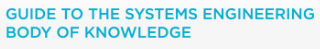 GUIDE TO THE SYSTEMS ENGINEERING
BODY OF KNOWLEDGE